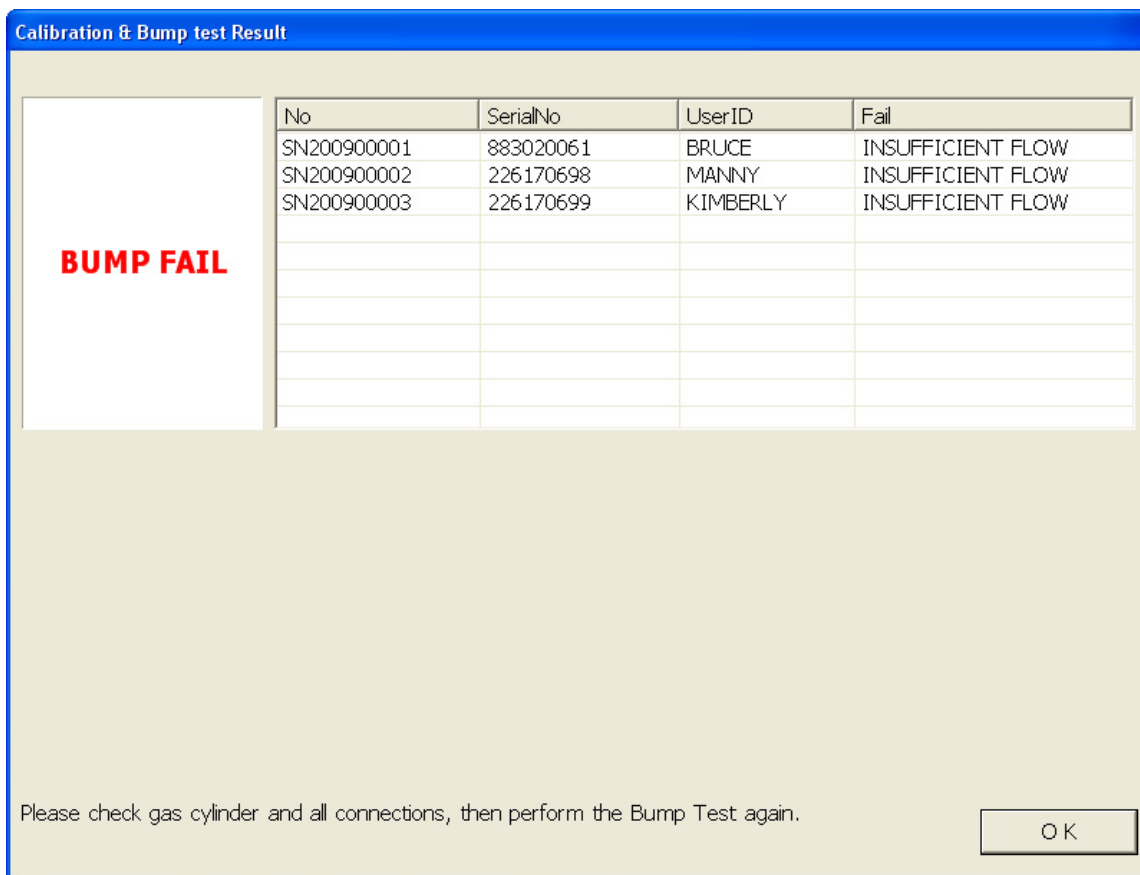 Calibration & Bump test Result
No SerialNo UserID Fail
SN200900001 883020061 BRUCE INSUFFICIENT FLOW
SN200900002 226170698 MANNY INSUFFICIENT FLOW
SN200900003 226170699 KIMBERLY INSUFFICIENT FLOW
BUMP FAIL
Please check gas cylinder and all connections, then perform the Bump Test again.
O K